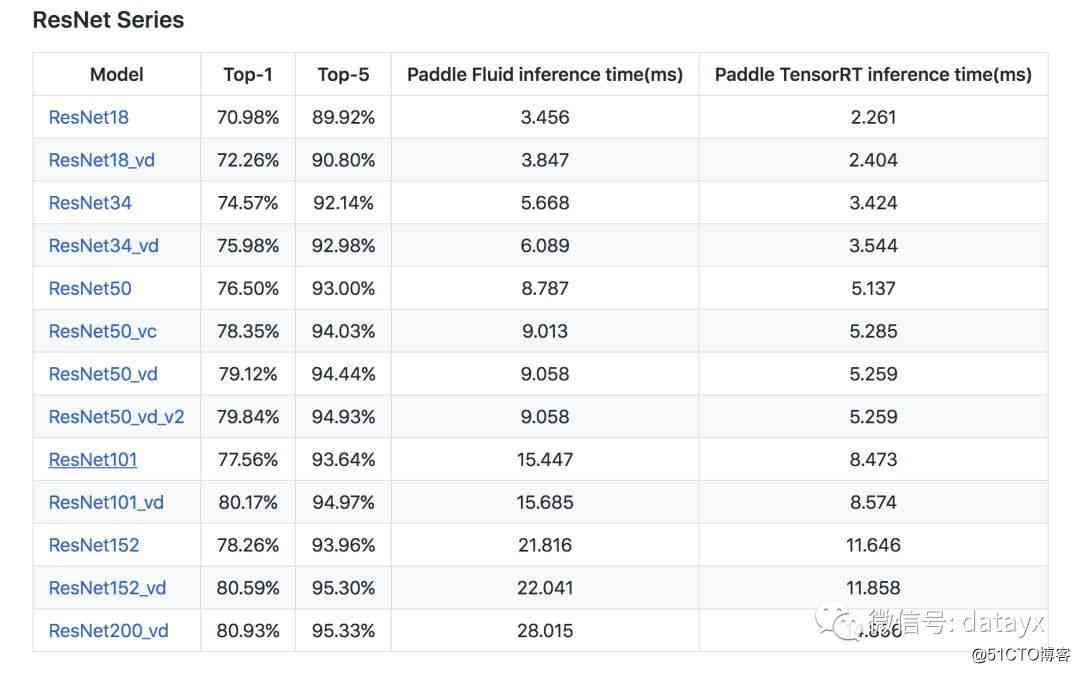 ResNet Series
Model Top-1 Top-5 Paddle Fluid inference time(ms) Paddle TensorRT inference time(ms)
ResNet18 70.98% 89.92% 3.456 2.261
ResNet18_vd 72.26% 90.80% 3.847 2.404
ResNet34 74.57% 92.14% 5.668 3.424
ResNet34_vd 75.98% 92.98% 6.089 3.544
ResNet50 76.50% 93.00% 8.787 5.137
ResNet50_vc 78.35% 94.03% 9.013 5.285
ResNet50_vd 79.12% 94.44% 9.058 5.259
ResNet50_vd_v2 79.84% 94.93% 9.058 5.259
ResNet101 77.56% 93.64% 15.447 8.473
ResNet101_vd 80.17% 94.97% 15.685 8.574
ResNet152 78.26% 93.96% 21.816 11.646
ResNet152_vd 80.59% 95.30% 22.041 11.858
ResNet200_vd 80.93% 95.33% 28.015
微信号: datayx
@51CTO博客